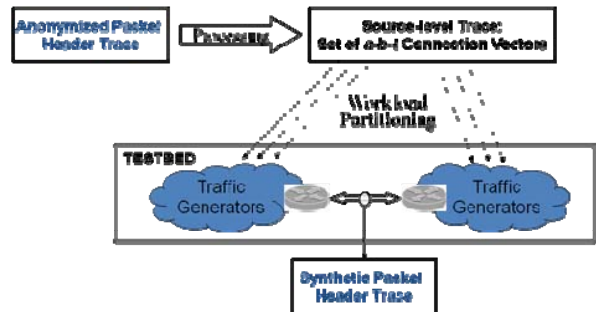 Anonymized Packet
Header Trace
Processing
Source-level Trace:
Set of a-b-t Connection Vectors
Workload
Partitioning
TESTBED
Traffic
Generators
Traffic
Generators
Synthetic Packet
Header Trace